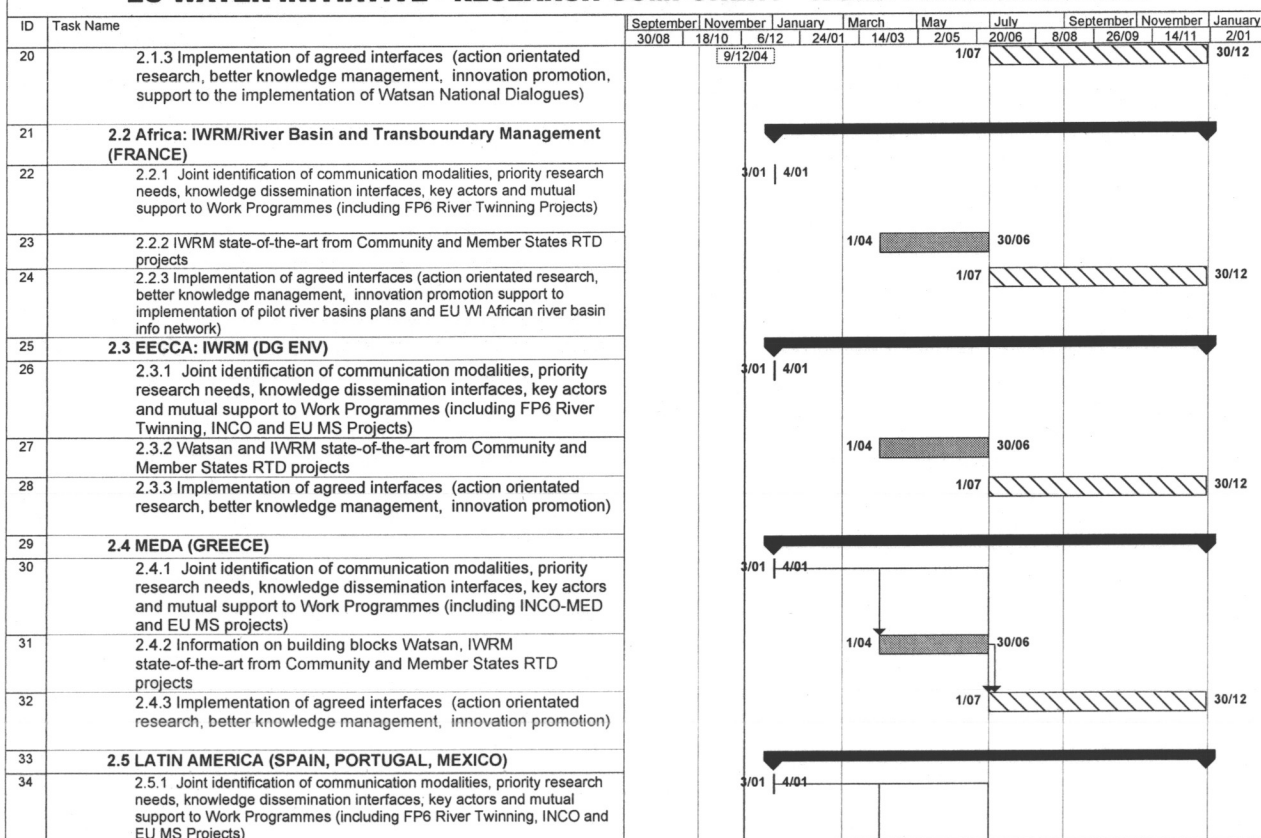 ID Task Name September November January March May July September November January
30/08 18/10 6/12 24/01 14/03 2/05 20/06 8/08 26/09 14/11 2/01
20 2.1.3 Implementation of agreed interfaces (action orientated 9/12/04 1/07 30/12
research, better knowledge management, innovation promotion,
support to the implementation of Watsan National Dialogues)
21 2.2 Africa: IWRM/River Basin and Transboundary Management
(FRANCE)
22 2.2.1 Joint identification of communication modalities, priority research 3/01 4/01
needs, knowledge dissemination interfaces, key actors and mutual
support to Work Programmes (including FP6 River Twinning Projects)
23 2.2.2 IWRM state-of-the-art from Community and Member States RTD 1/04 30/06
projects
24 2.2.3 Implementation of agreed interfaces (action orientated research, 1/07 30/12
better knowledge management, innovation promotion support to
implementation of pilot river basins plans and EU WI African river basin
info network)
25 2.3 EECCA: IWRM (DG ENV)
26 2.3.1 Joint identification of communication modalities, priority 3/01 4/01
research needs, knowledge dissemination interfaces, key actors
and mutual support to Work Programmes (including FP6 River
Twinning, INCO and EU MS Projects)
27 2.3.2 Watsan and IWRM state-of-the-art from Community and 1/04 30/06
Member States RTD projects
28 2.3.3 Implementation of agreed interfaces (action orientated 1/07 30/12
research, better knowledge management, innovation promotion)
29 2.4 MEDA (GREECE)
30 2.4.1 Joint identification of communication modalities, priority 3/01 4/01
research needs, knowledge dissemination interfaces, key actors
and mutual support to Work Programmes (including INCO-MED
and EU MS projects)
31 2.4.2 Information on building blocks Watsan, IWRM 1/04 30/06
state-of-the-art from Community and Member States RTD
projects
32 2.4.3 Implementation of agreed interfaces (action orientated 1/07 30/12
research, better knowledge management, innovation promotion)
33 2.5 LATIN AMERICA (SPAIN, PORTUGAL, MEXICO)
34 2.5.1 Joint identification of communication modalities, priority research 3/01 4/01
needs, knowledge dissemination interfaces, key actors and mutual
support to Work Programmes (including FP6 River Twinning, INCO and
EU MS Projects)